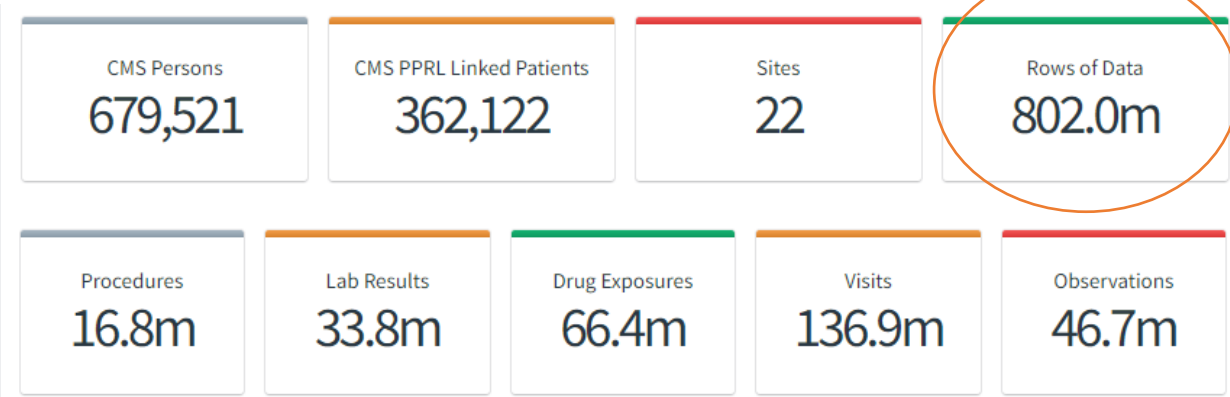 CMS Persons
679,521
CMS PPRL Linked Patients
362,122
Sites
22
Rows of Data
802.0m
Procedures
16.8m
Lab Results
33.8m
Drug Exposures
66.4m
Visits
136.9m
Observations
46.7m